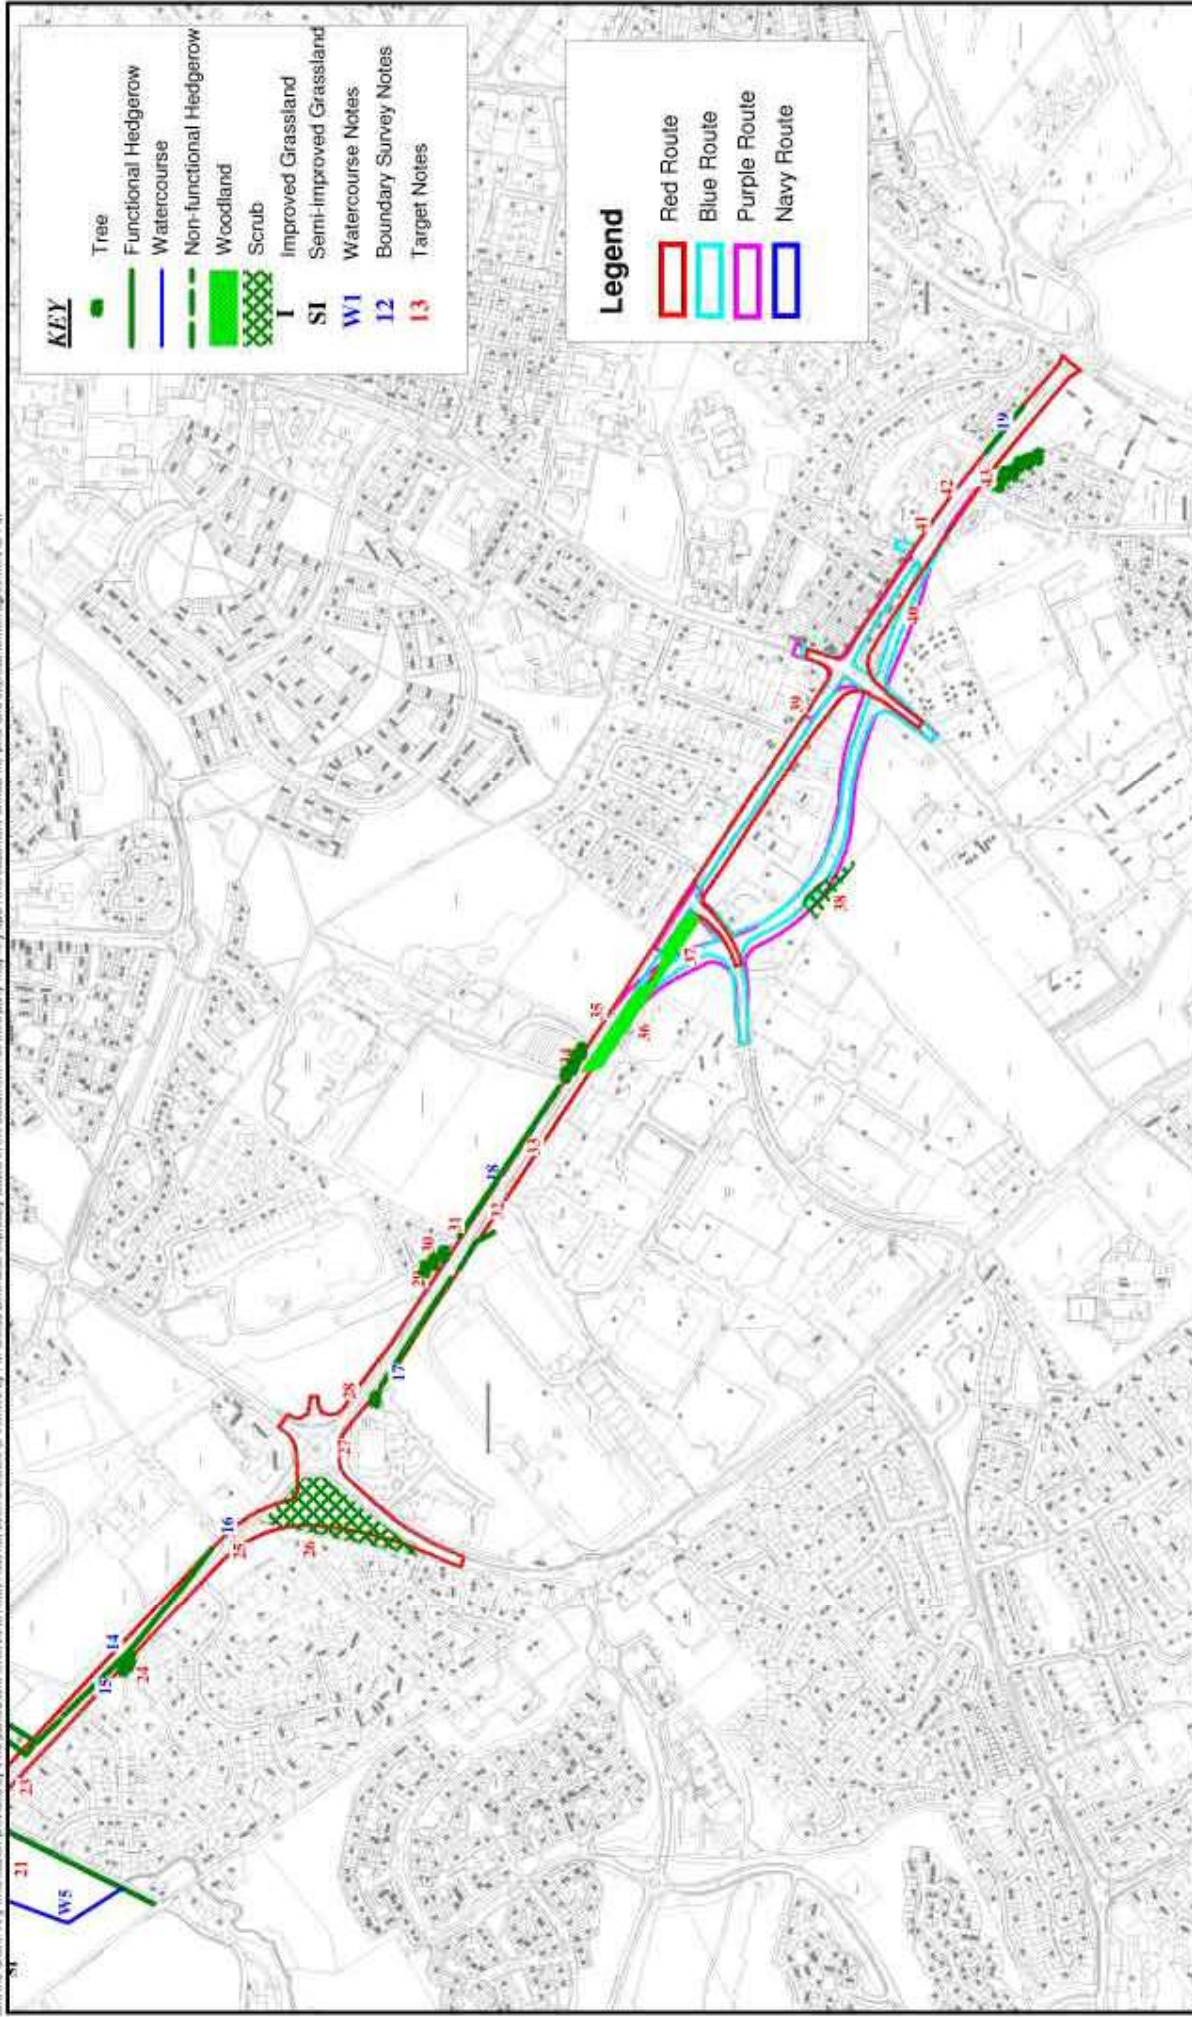 KEY
Tree
Functional Hedgerow
Watercourse
Non-functional Hedgerow
Woodland
Scrub
I Improved Grassland
SI Semi-improved Grassland
W1 Watercourse Notes
12 Boundary Survey Notes
13 Target Notes
Legend
Red Route
Blue Route
Purple Route
Navy Route
SI
W5
21
23
15
14
24
16
25
26
27
28
17
29
30
31
32
18
33
35
36
37
38
39
40
41
42
43
19